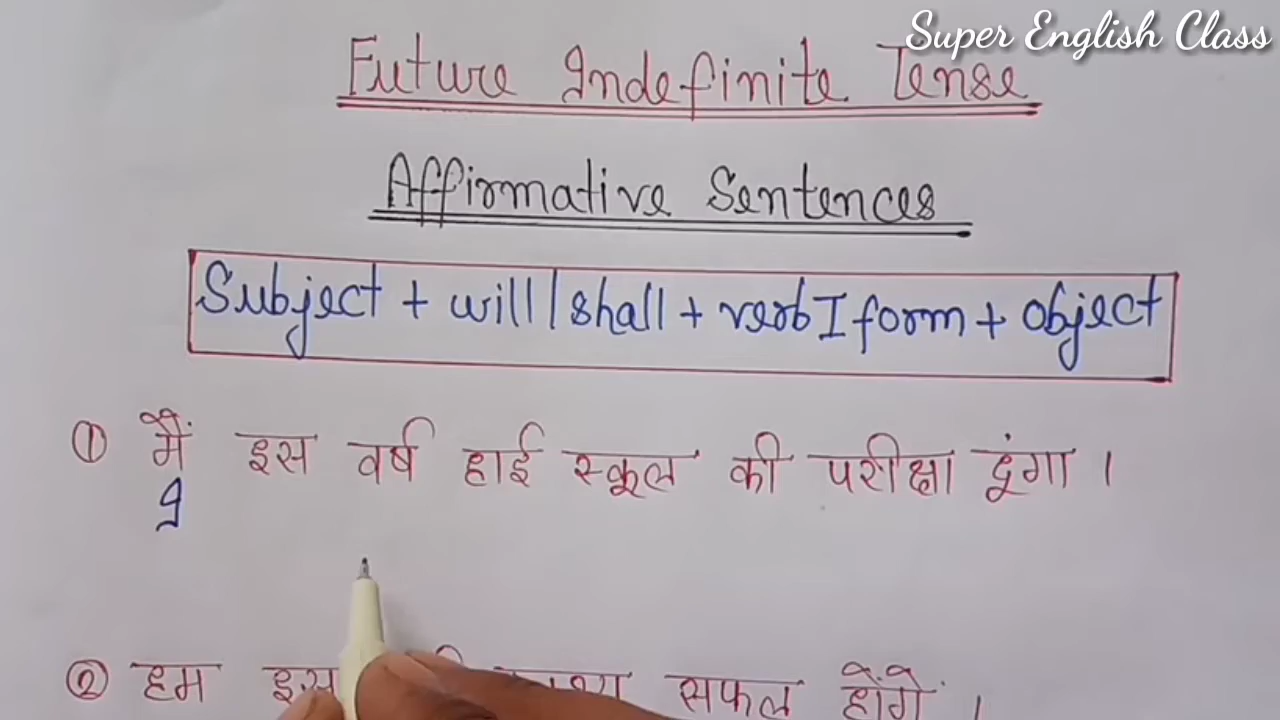 Super English Class
Future Indefinite Tense
Affirmative Sentences
Subject + will/shall + verb I form + object
① मैं इस वर्ष हाई स्कूल की परीक्षा दूंगा ।
I
② हम इस सफल होंगे ।